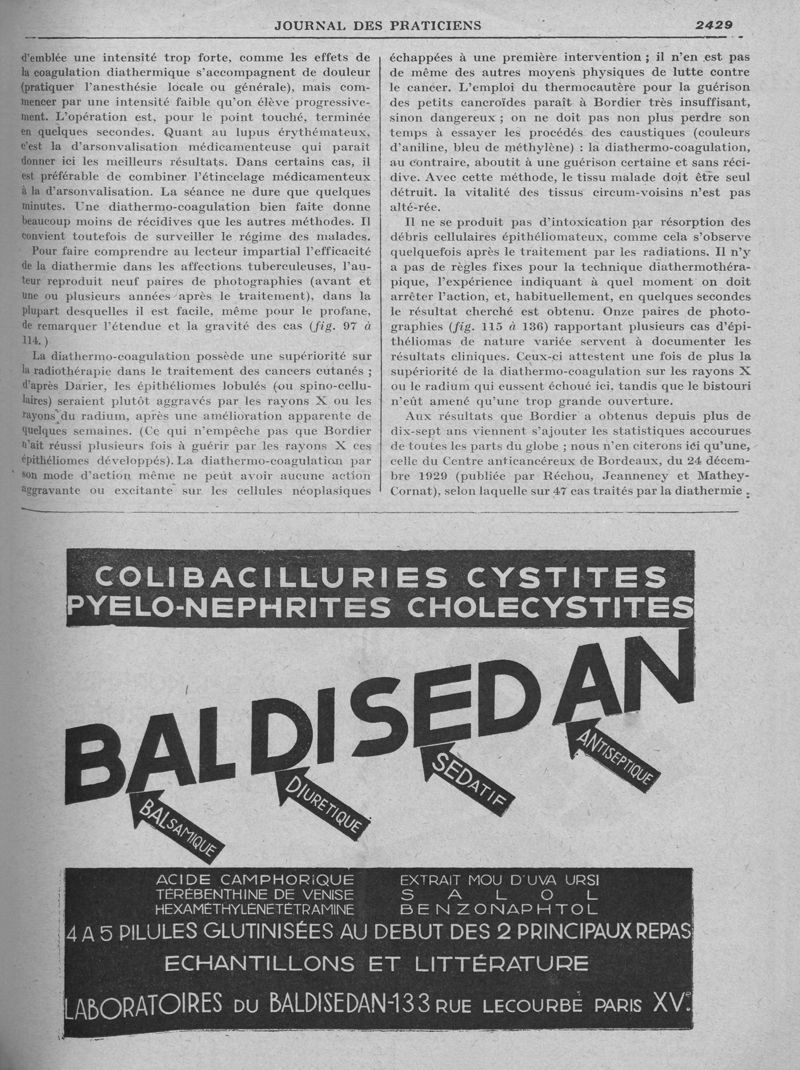 JOURNAL DES PRATICIENS 2429
d'emblée une intensité trop forte, comme les effets de
la coagulation diathermique s'accompagnent de douleur
(pratiquer l'anesthésie locale ou générale), mais com-
mencer par une intensité faible qu'on élève progressive-
ment. L'opération est, pour le point touché, terminée
en quelques secondes. Quant au lupus érythémateux,
c'est la d'arsonvalisation médicamenteuse qui parait
donner ici les meilleurs résultats. Dans certains cas, il
est préférable de combiner l'étincelage médicamenteux
à la d'arsonvalisation. La séance ne dure que quelques
minutes. Une diathermo-coagulation bien faite donne
beaucoup moins de récidives que les autres méthodes. Il
convient toutefois de surveiller le régime des malades.
Pour faire comprendre au lecteur impartial l'efficacité
de la diathermie dans les affections tuberculeuses, l'au-
teur reproduit neuf paires de photographies (avant et
une ou plusieurs années après le traitement), dans la
plupart desquelles il est facile, même pour le profane,
de remarquer l'étendue et la gravité des cas (fig. 97 à
114.)
La diathermo-coagulation possède une supériorité sur
la radiothérapie dans le traitement des cancers cutanés ;
d'après Darier, les épithéliomes lobulés (ou spino-cellu-
laires) seraient plutôt aggravés par les rayons X ou les
rayons du radium, après une amélioration apparente de
quelques semaines. (Ce qui n'empêche pas que Bordier
n'ait réussi plusieurs fois à guérir par les rayons X ces
épithéliomes développés). La diathermo-coagulation par
son mode d'action même ne peut avoir aucune action
aggravante ou excitante sur les cellules néoplasiques
échappées à une première intervention ; il n'en est pas
de même des autres moyens physiques de lutte contre
le cancer. L'emploi du thermocautère pour la guérison
des petits cancroïdes paraît à Bordier très insuffisant,
sinon dangereux ; on ne doit pas non plus perdre son
temps à essayer les procédés des caustiques (couleurs
d'aniline, bleu de méthylène) : la diathermo-coagulation,
au contraire, aboutit à une guérison certaine et sans réci-
dive. Avec cette méthode, le tissu malade doit être seul
détruit. la vitalité des tissus circum-voisins n'est pas
alté-rée.
Il ne se produit pas d'intoxication par résorption des
débris cellulaires épithéliomateux, comme cela s'observe
quelquefois après le traitement par les radiations. Il n'y
a pas de règles fixes pour la technique diathermothéra-
pique, l'expérience indiquant à quel moment on doit
arrêter l'action, et, habituellement, en quelques secondes
le résultat cherché est obtenu. Onze paires de photo-
graphies (fig. 115 à 136) rapportant plusieurs cas d'épi-
théliomas de nature variée servent à documenter les
résultats cliniques. Ceux-ci attestent une fois de plus la
supériorité de la diathermo-coagulation sur les rayons X
ou le radium qui eussent échoué ici. tandis que le bistouri
n'eût amené qu'une trop grande ouverture.
Aux résultats que Bordier a obtenus depuis plus de
dix-sept ans viennent s'ajouter les statistiques accourues
de toutes les parts du globe ; nous n'en citerons ici qu'une,
celle du Centre anticancéreux de Bordeaux, du 24 décem-
bre 1929 (publiée par Réchou, Jeanneney et Mathey-
Cornat), selon laquelle sur 47 cas traités par la diathermie
COLIBACILLURIES CYSTITES
PYELO-NEPHRITES CHOLECYSTITES
BALDISEDAN
BALSAMIQUE
DIURETIQUE
SEDATIF
ANTISEPTIQUE
ACIDE CAMPHORIQUE EXTRAIT MOU D'UVA URSI
TÉRÉBENTHINE DE VENISE SALOL
HEXAMÉTHYLÉNETÉTRAMINE BENZONAPHTOL
4 A 5 PILULES GLUTINISÉES AU DEBUT DES 2 PRINCIPAUX REPAS
ECHANTILLONS ET LITTÉRATURE
LABORATOIRES DU BALDISEDAN-133 RUE LECOURBE PARIS XVe.